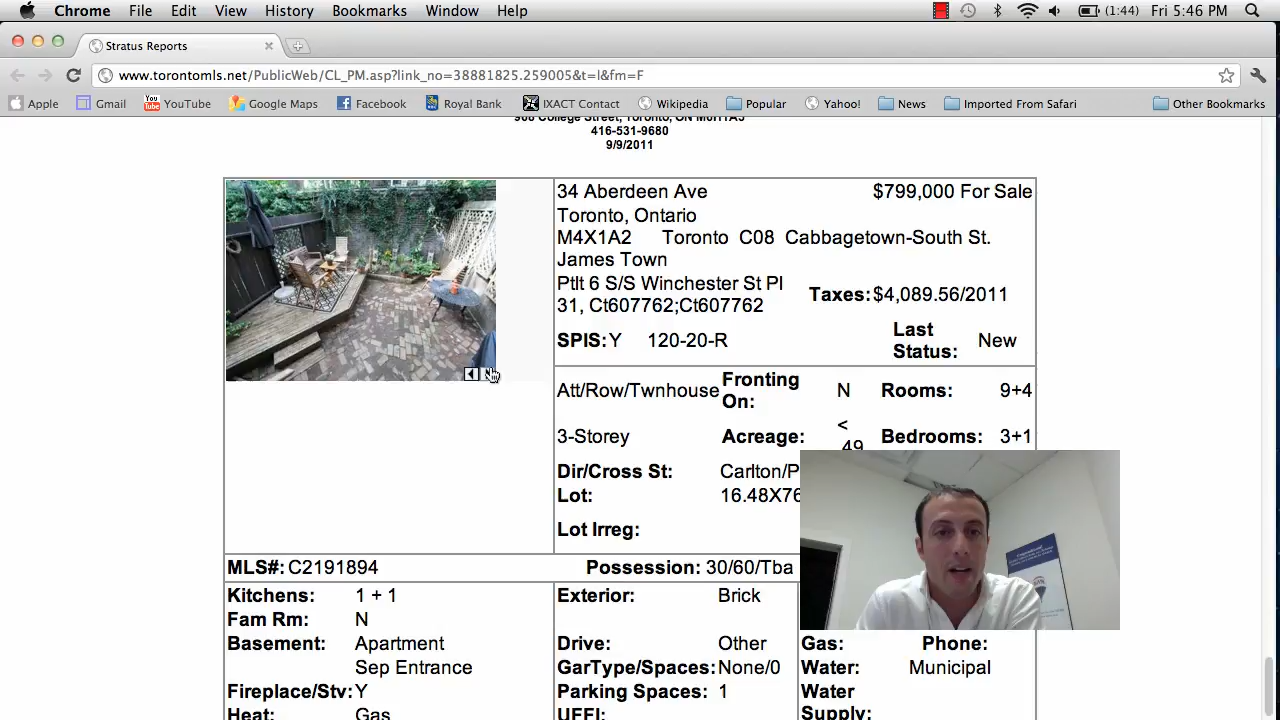 Chrome File Edit View History Bookmarks Window Help (1:44) Fri 5:46 PM
Stratus Reports
www.torontomls.net/PublicWeb/CL_PM.asp?link_no=38881825.259005&t=l&fm=F
Apple Gmail YouTube Google Maps Facebook Royal Bank IXACT Contact Wikipedia Popular Yahoo! News Imported From Safari Other Bookmarks
416-531-9680
9/9/2011
34 Aberdeen Ave $799,000 For Sale
Toronto, Ontario
M4X1A2 Toronto C08 Cabbagetown-South St.
James Town
Ptlt 6 S/S Winchester St Pl
31, Ct607762;Ct607762 Taxes: $4,089.56/2011
SPIS: Y 120-20-R Last Status: New
Att/Row/Twnhouse Fronting On: N Rooms: 9+4
3-Storey Acreage: < .49 Bedrooms: 3+1
Dir/Cross St: Carlton/P
Lot: 16.48X76
Lot Irreg:
MLS#: C2191894 Possession: 30/60/Tba
Kitchens: 1 + 1 Exterior: Brick
Fam Rm: N
Basement: Apartment Drive: Other Gas: Phone:
Sep Entrance GarType/Spaces: None/0 Water: Municipal
Fireplace/Stv: Y Parking Spaces: 1 Water
Heat: Gas UFFI: Supply: